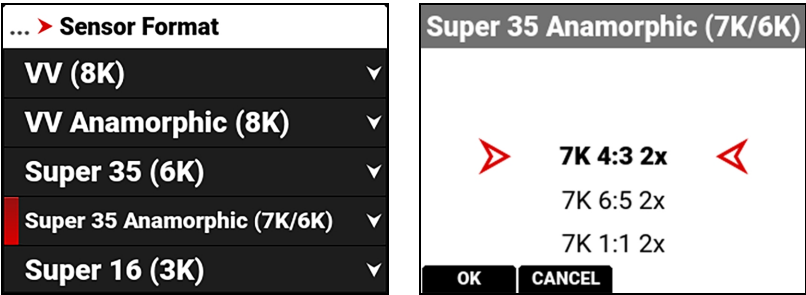 ... Sensor Format
VV (8K)
VV Anamorphic (8K)
Super 35 (6K)
Super 35 Anamorphic (7K/6K)
Super 16 (3K)
Super 35 Anamorphic (7K/6K)
7K 4:3 2x
7K 6:5 2x
7K 1:1 2x
OK CANCEL